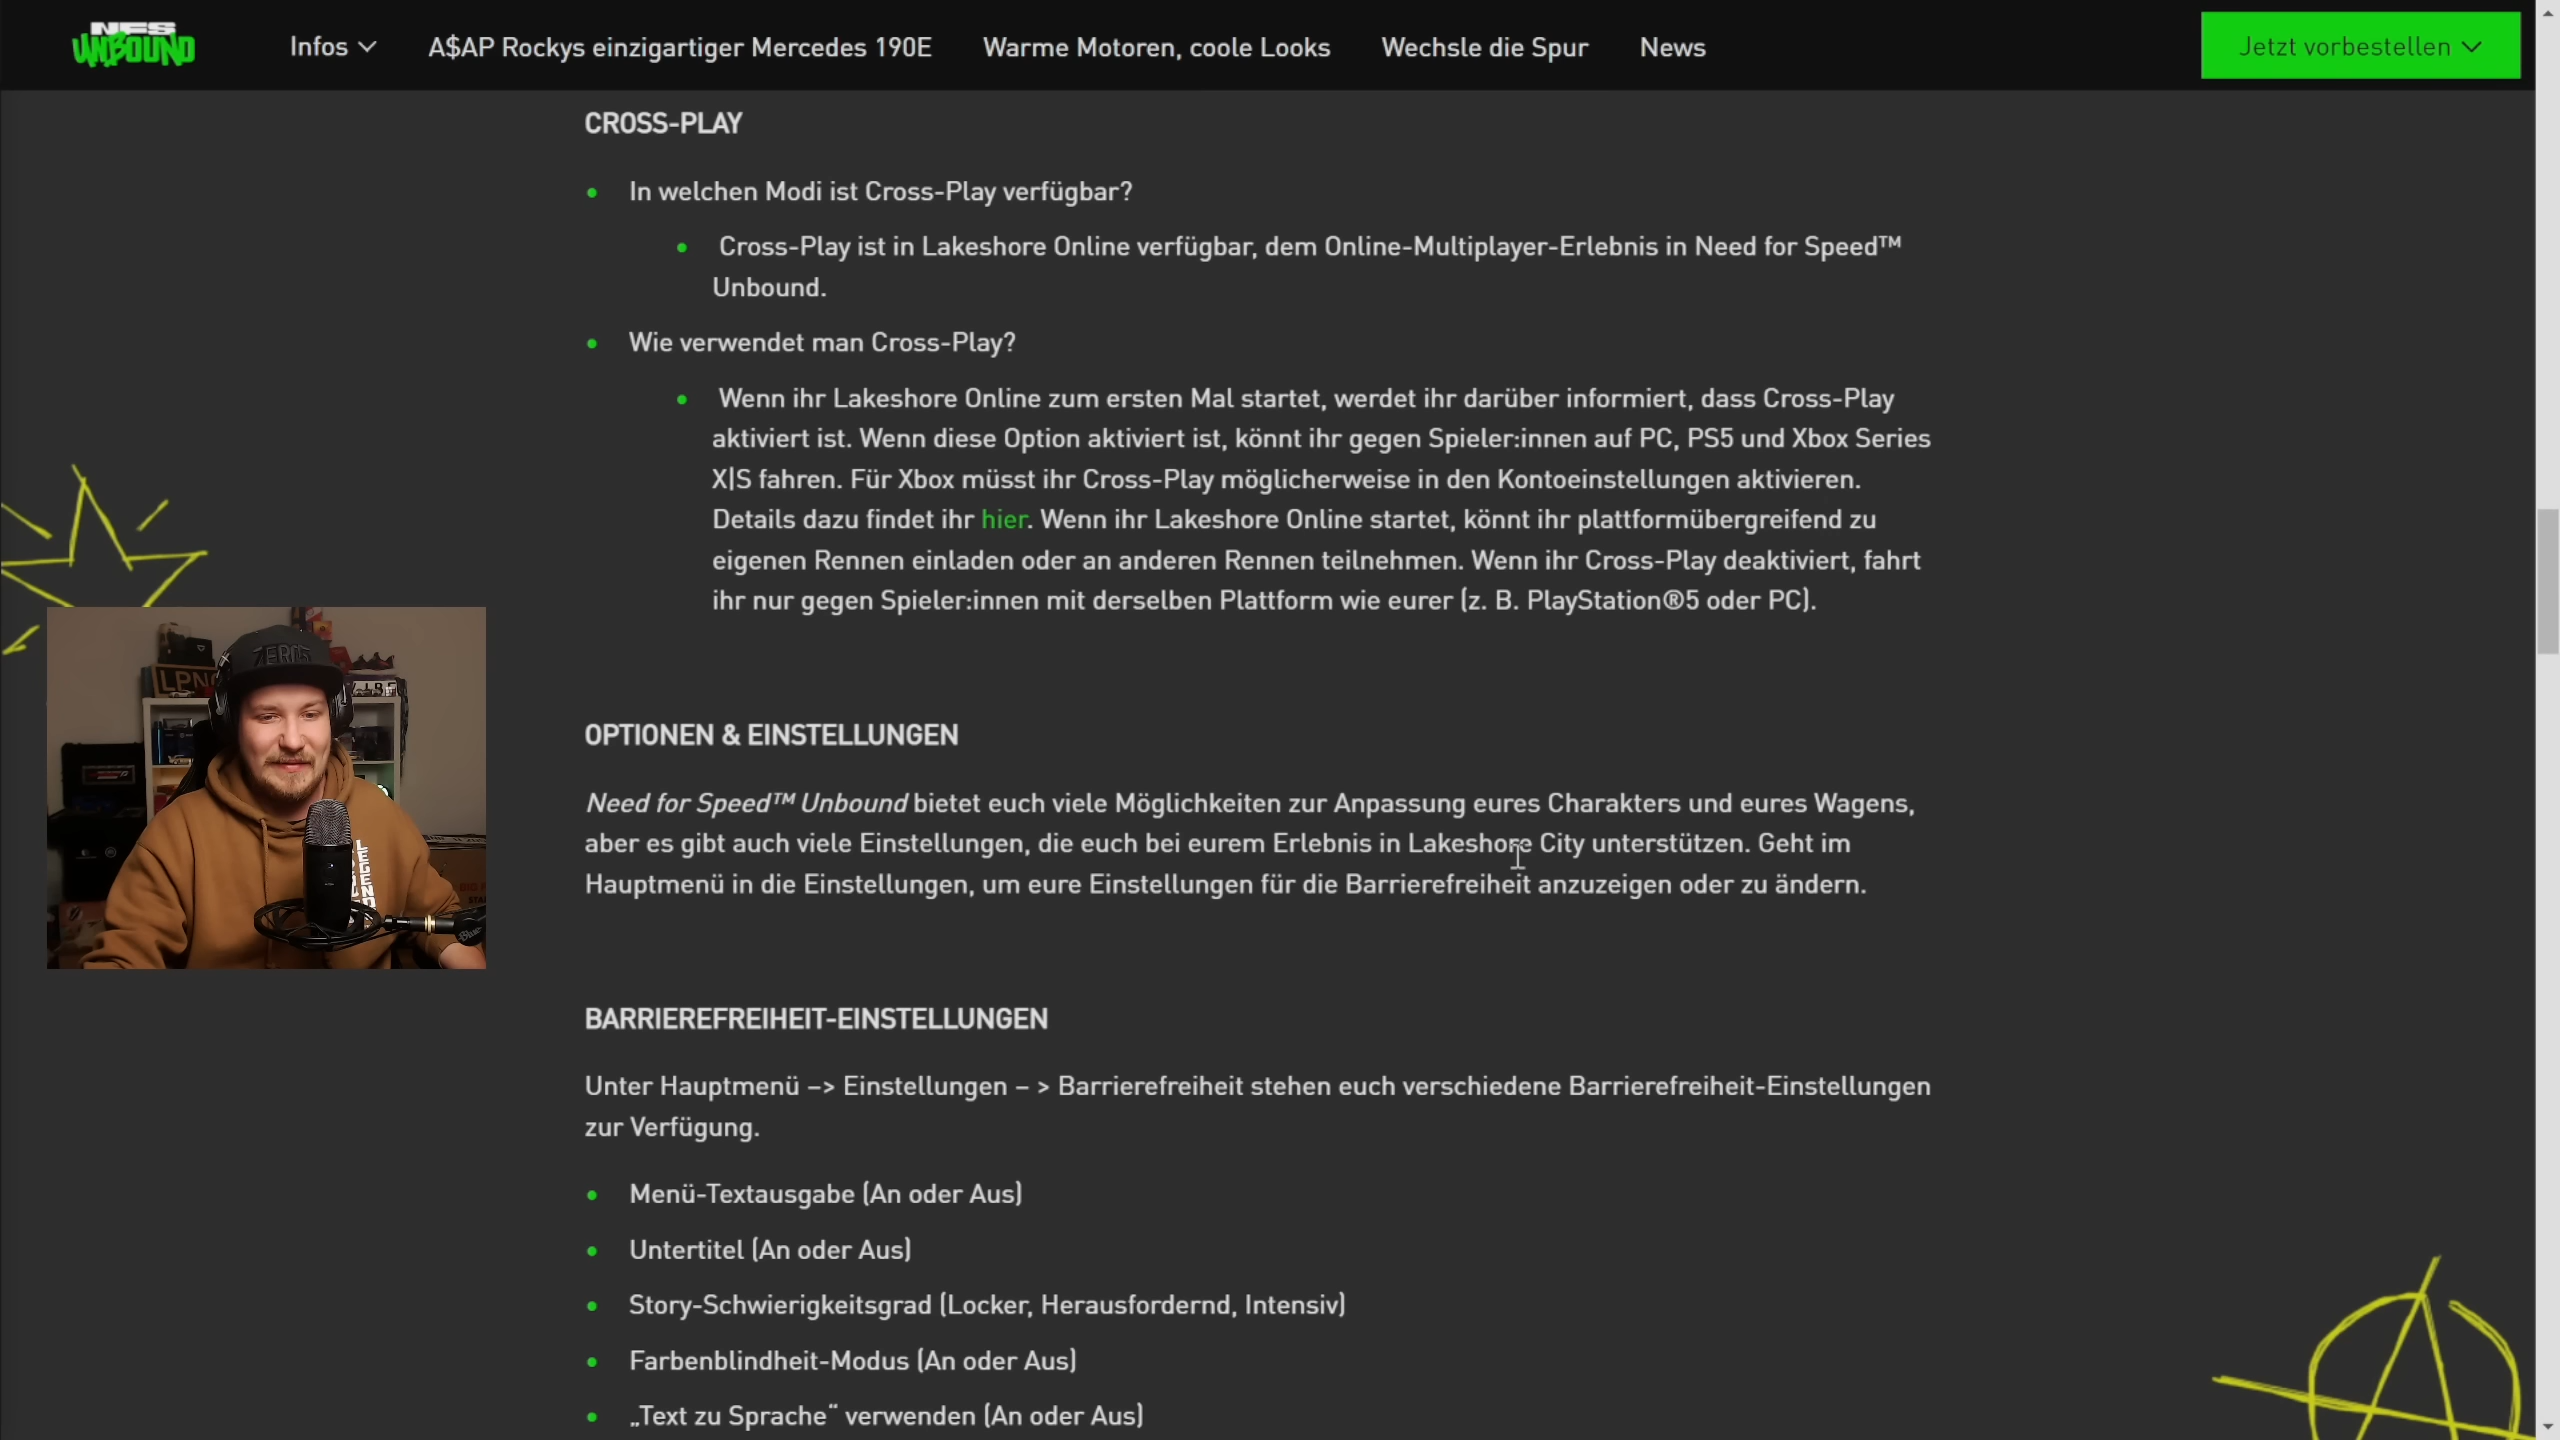 NFS
UNBOUND
Infos
A$AP Rockys einzigartiger Mercedes 190E
Warme Motoren, coole Looks
Wechsle die Spur
News
Jetzt vorbestellen
CROSS-PLAY
In welchen Modi ist Cross-Play verfügbar?
Cross-Play ist in Lakeshore Online verfügbar, dem Online-Multiplayer-Erlebnis in Need for Speed™
Unbound.
Wie verwendet man Cross-Play?
Wenn ihr Lakeshore Online zum ersten Mal startet, werdet ihr darüber informiert, dass Cross-Play
aktiviert ist. Wenn diese Option aktiviert ist, könnt ihr gegen Spieler:innen auf PC, PS5 und Xbox Series
X|S fahren. Für Xbox müsst ihr Cross-Play möglicherweise in den Kontoeinstellungen aktivieren.
Details dazu findet ihr hier. Wenn ihr Lakeshore Online startet, könnt ihr plattformübergreifend zu
eigenen Rennen einladen oder an anderen Rennen teilnehmen. Wenn ihr Cross-Play deaktiviert, fahrt
ihr nur gegen Spieler:innen mit derselben Plattform wie eurer (z. B. PlayStation®5 oder PC).
ZEROS
LPN
LEGEND
Blue
OPTIONEN & EINSTELLUNGEN
Need for Speed™ Unbound bietet euch viele Möglichkeiten zur Anpassung eures Charakters und eures Wagens,
aber es gibt auch viele Einstellungen, die euch bei eurem Erlebnis in Lakeshore City unterstützen. Geht im
Hauptmenü in die Einstellungen, um eure Einstellungen für die Barrierefreiheit anzuzeigen oder zu ändern.
BARRIEREFREIHEIT-EINSTELLUNGEN
Unter Hauptmenü –> Einstellungen – > Barrierefreiheit stehen euch verschiedene Barrierefreiheit-Einstellungen
zur Verfügung.
Menü-Textausgabe (An oder Aus)
Untertitel (An oder Aus)
Story-Schwierigkeitsgrad (Locker, Herausfordernd, Intensiv)
Farbenblindheit-Modus (An oder Aus)
„Text zu Sprache“ verwenden (An oder Aus)